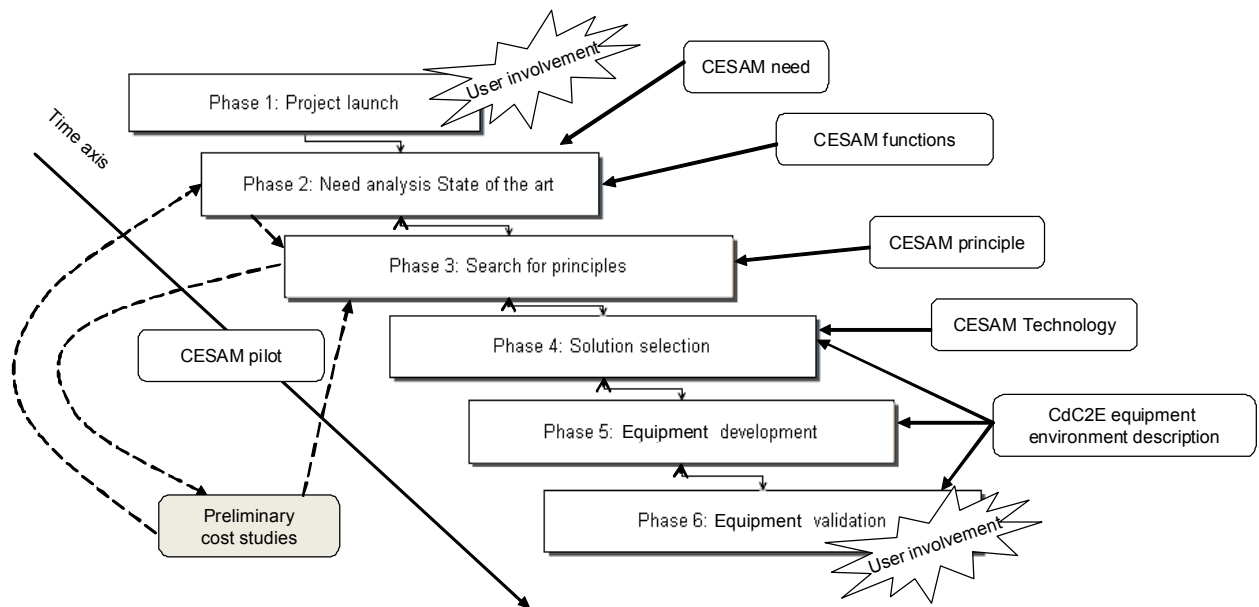 User involvement
CESAM need
Phase 1: Project launch
Time axis
CESAM functions
Phase 2: Need analysis State of the art
CESAM principle
Phase 3: Search for principles
CESAM Technology
Phase 4: Solution selection
CESAM pilot
CdC2E equipment
environment description
Phase 5: Equipment development
Preliminary
cost studies
Phase 6: Equipment validation
User involvement